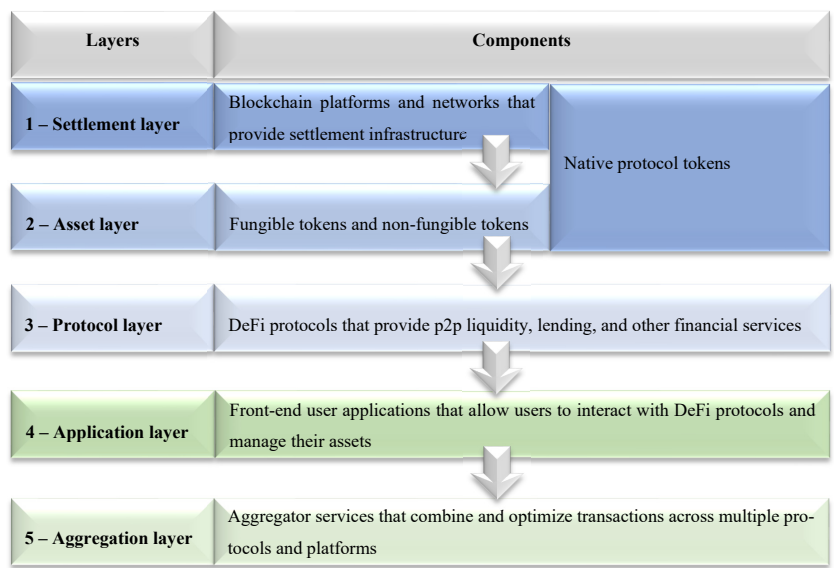 Layers
Components
1 – Settlement layer
Blockchain platforms and networks that
provide settlement infrastructure
Native protocol tokens
2 – Asset layer
Fungible tokens and non-fungible tokens
3 – Protocol layer
DeFi protocols that provide p2p liquidity, lending, and other financial services
4 – Application layer
Front-end user applications that allow users to interact with DeFi protocols and
manage their assets
5 – Aggregation layer
Aggregator services that combine and optimize transactions across multiple pro-
tocols and platforms